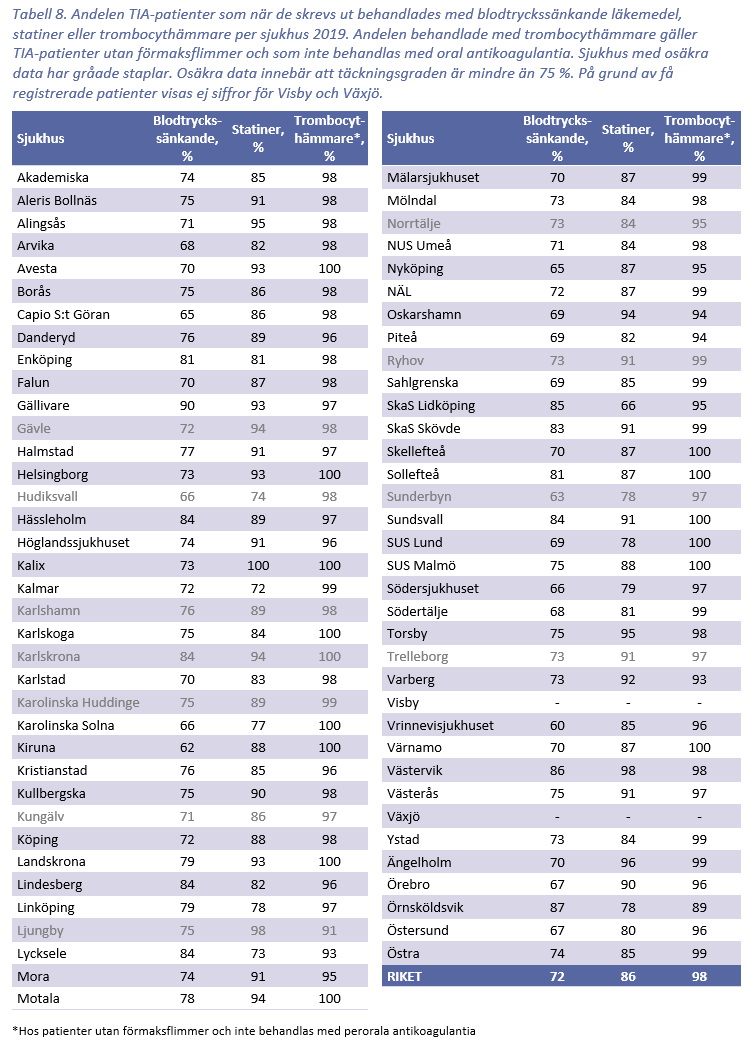 Tabell 8. Andelen TIA-patienter som när de skrevs ut behandlades med blodtryckssänkande läkemedel,
statiner eller trombocythämmare per sjukhus 2019. Andelen behandlade med trombocythämmare gäller
TIA-patienter utan förmaksflimmer och som inte behandlas med oral antikoagulantia. Sjukhus med osäkra
data har gråade staplar. Osäkra data innebär att täckningsgraden är mindre än 75 %. På grund av få
registrerade patienter visas ej siffror för Visby och Växjö.
Sjukhus Blodtrycks-sänkande, % Statiner, % Trombocyt-hämmare*, %
Akademiska 74 85 98
Aleris Bollnäs 75 91 98
Alingsås 71 95 98
Arvika 68 82 98
Avesta 70 93 100
Borås 75 86 98
Capio S:t Göran 65 86 98
Danderyd 76 89 96
Enköping 81 81 98
Falun 70 87 98
Gällivare 90 93 97
Gävle 72 94 98
Halmstad 77 91 97
Helsingborg 73 93 100
Hudiksvall 66 74 98
Hässleholm 84 89 97
Höglandssjukhuset 74 91 96
Kalix 73 100 100
Kalmar 72 72 99
Karlshamn 76 89 98
Karlskoga 75 84 100
Karlskrona 84 94 100
Karlstad 70 83 98
Karolinska Huddinge 75 89 99
Karolinska Solna 66 77 100
Kiruna 62 88 100
Kristianstad 76 85 96
Kullbergska 75 90 98
Kungälv 71 86 97
Köping 72 88 98
Landskrona 79 93 100
Lindesberg 84 82 96
Linköping 79 78 97
Ljungby 75 98 91
Lycksele 84 73 93
Mora 74 91 95
Motala 78 94 100
Sjukhus Blodtrycks-sänkande, % Statiner, % Trombocyt-hämmare*, %
Mälarsjukhuset 70 87 99
Mölndal 73 84 98
Norrtälje 73 84 95
NUS Umeå 71 84 98
Nyköping 65 87 95
NÄL 72 87 99
Oskarshamn 69 94 94
Piteå 69 82 94
Ryhov 73 91 99
Sahlgrenska 69 85 99
SkaS Lidköping 85 66 95
SkaS Skövde 83 91 99
Skellefteå 70 87 100
Sollefteå 81 87 100
Sunderbyn 63 78 97
Sundsvall 84 91 100
SUS Lund 69 78 100
SUS Malmö 75 88 100
Södersjukhuset 66 79 97
Södertälje 68 81 99
Torsby 75 95 98
Trelleborg 73 91 97
Varberg 73 92 93
Visby - - -
Vrinnevisjukhuset 60 85 96
Värnamo 70 87 100
Västervik 86 98 98
Västerås 75 91 97
Växjö - - -
Ystad 73 84 99
Ängelholm 70 96 99
Örebro 67 90 96
Örnsköldsvik 87 78 89
Östersund 67 80 96
Östra 74 85 99
RIKET 72 86 98
*Hos patienter utan förmaksflimmer och inte behandlas med perorala antikoagulantia